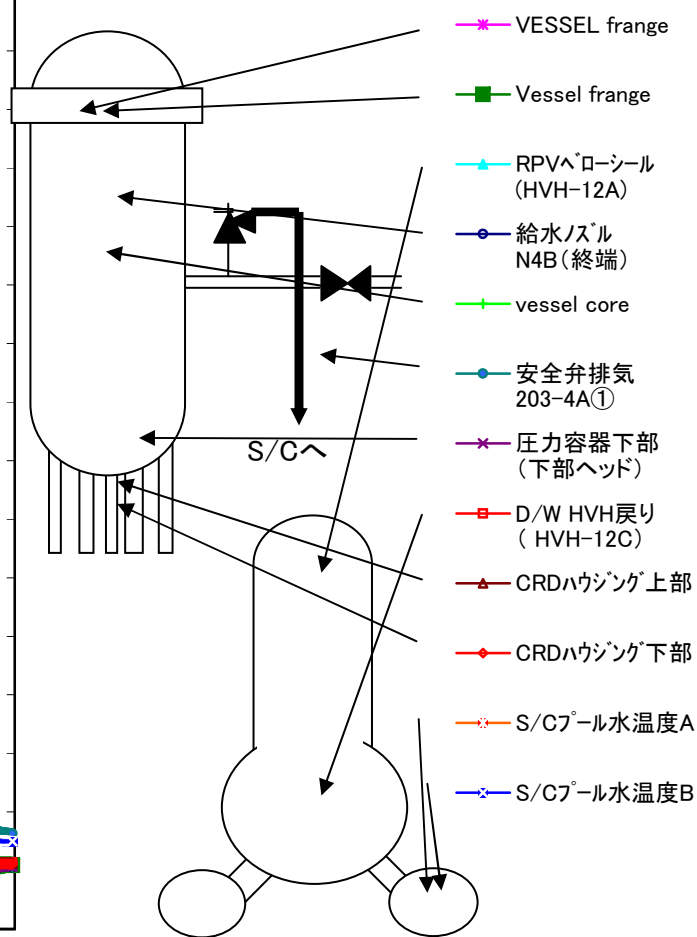 VESSEL frange
Vessel frange
RPVベローシール
(HVH-12A)
給水ノズル
N4B(終端)
vessel core
安全弁排気
203-4A①
圧力容器下部
(下部ヘッド)
D/W HVH戻り
( HVH-12C)
CRDハウジング上部
CRDハウジング下部
S/Cプール水温度A
S/Cプール水温度B
S/Cへ